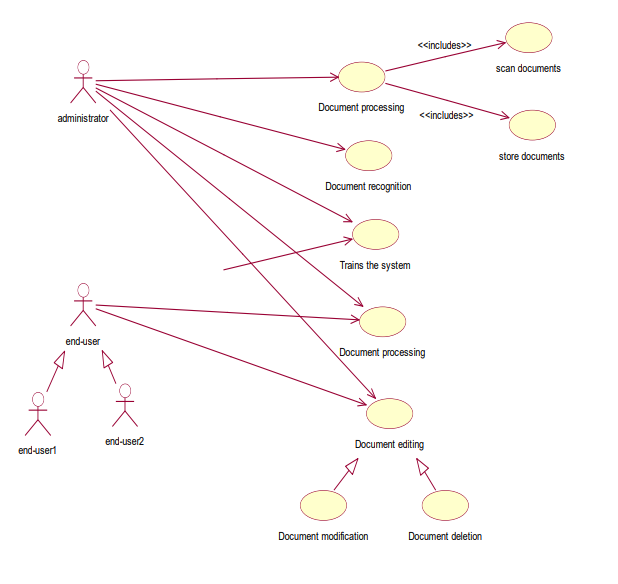 <<includes>>
scan documents
administrator
Document processing
<<includes>>
store documents
Document recognition
Trains the system
end-user
Document processing
end-user1
end-user2
Document editing
Document modification
Document deletion